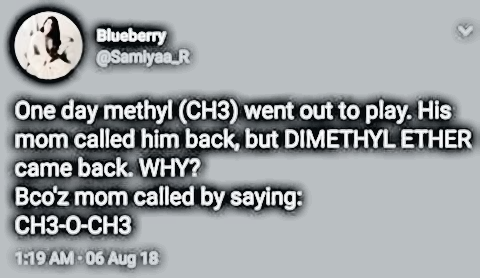 Blueberry
@Samiyaa_R
One day methyl (CH3) went out to play. His
mom called him back, but DIMETHYL ETHER
came back. WHY?
Bco'z mom called by saying:
CH3-O-CH3
1:19 AM · 06 Aug 18